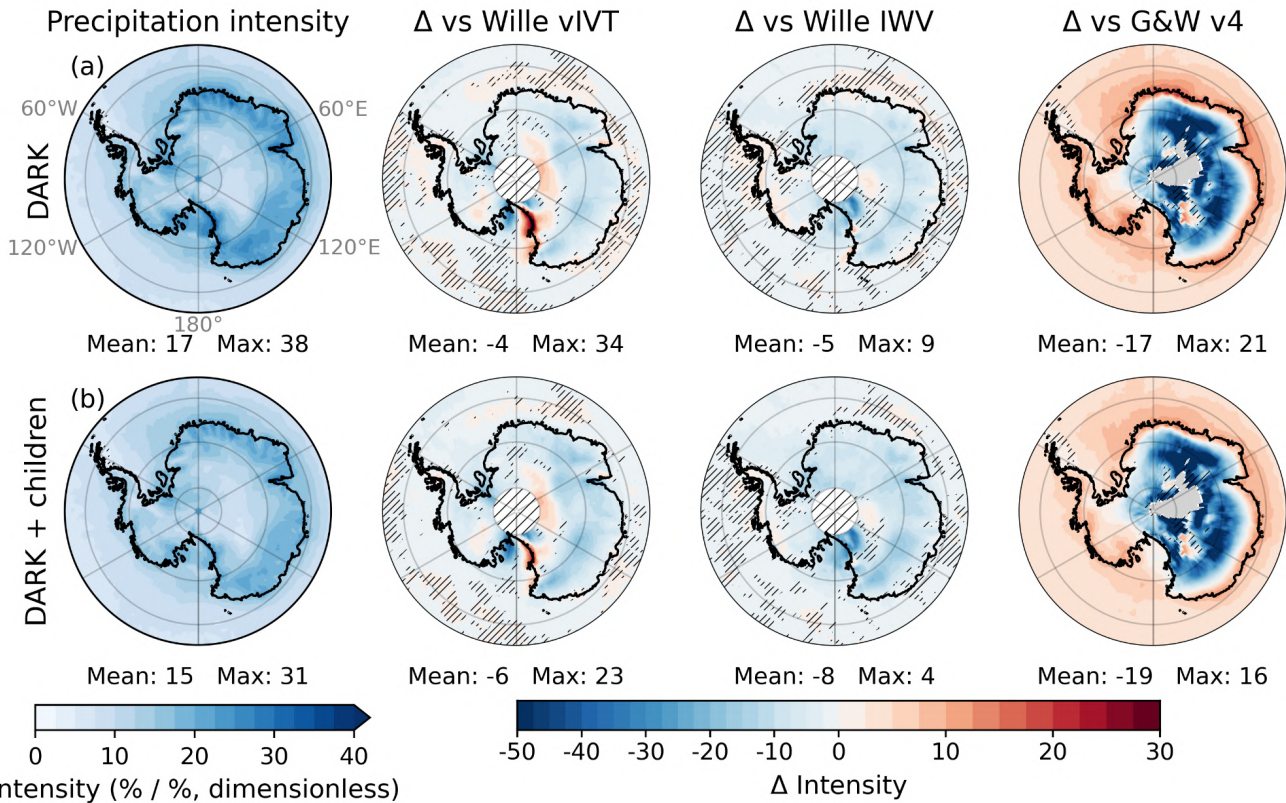 Precipitation intensity
Δ vs Wille vIVT
Δ vs Wille IWV
Δ vs G&W v4
(a)
60°W
60°E
DARK
120°W
120°E
180°
Mean: 17 Max: 38
Mean: -4 Max: 34
Mean: -5 Max: 9
Mean: -17 Max: 21
(b)
DARK + children
Mean: 15 Max: 31
Mean: -6 Max: 23
Mean: -8 Max: 4
Mean: -19 Max: 16
0 10 20 30 40
ntensity (% / %, dimensionless)
-50 -40 -30 -20 -10 0 10 20 30
Δ Intensity